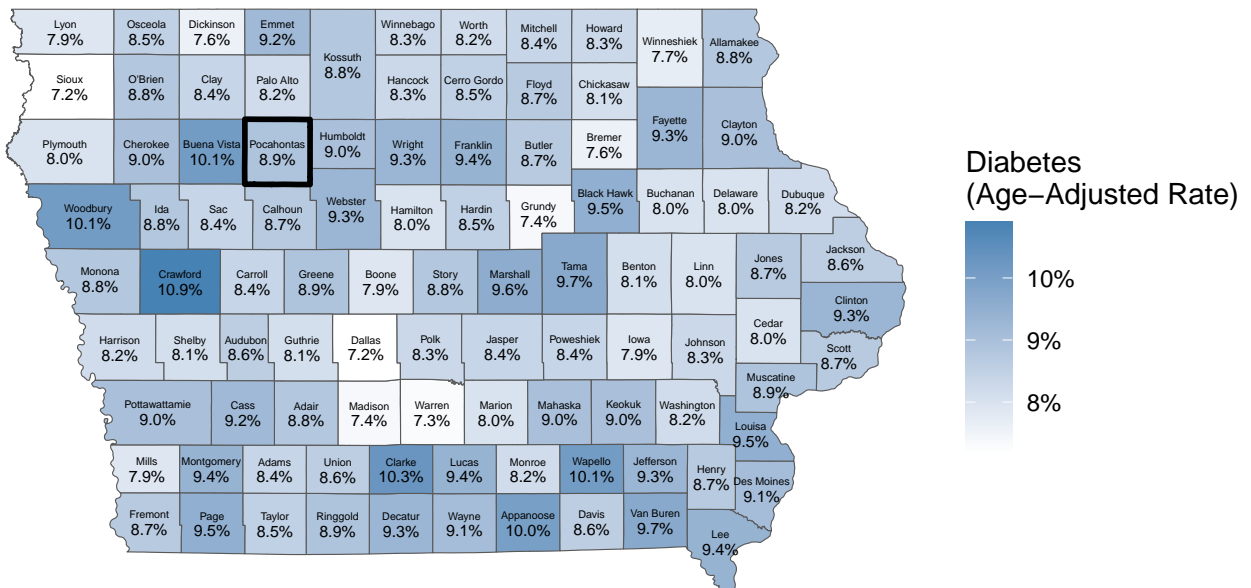 Lyon
7.9%
Osceola
8.5%
Dickinson
7.6%
Emmet
9.2%
Kossuth
8.8%
Winnebago
8.3%
Worth
8.2%
Mitchell
8.4%
Howard
8.3%
Winneshiek
7.7%
Allamakee
8.8%
Sioux
7.2%
O'Brien
8.8%
Clay
8.4%
Palo Alto
8.2%
Hancock
8.3%
Cerro Gordo
8.5%
Floyd
8.7%
Chickasaw
8.1%
Fayette
9.3%
Clayton
9.0%
Plymouth
8.0%
Cherokee
9.0%
Buena Vista
10.1%
Pocahontas
8.9%
Humboldt
9.0%
Wright
9.3%
Franklin
9.4%
Butler
8.7%
Bremer
7.6%
Woodbury
10.1%
Ida
8.8%
Sac
8.4%
Calhoun
8.7%
Webster
9.3%
Hamilton
8.0%
Hardin
8.5%
Grundy
7.4%
Black Hawk
9.5%
Buchanan
8.0%
Delaware
8.0%
Dubuque
8.2%
Monona
8.8%
Crawford
10.9%
Carroll
8.4%
Greene
8.9%
Boone
7.9%
Story
8.8%
Marshall
9.6%
Tama
9.7%
Benton
8.1%
Linn
8.0%
Jones
8.7%
Jackson
8.6%
Clinton
9.3%
Harrison
8.2%
Shelby
8.1%
Audubon
8.6%
Guthrie
8.1%
Dallas
7.2%
Polk
8.3%
Jasper
8.4%
Poweshiek
8.4%
Iowa
7.9%
Johnson
8.3%
Cedar
8.0%
Scott
8.7%
Muscatine
8.9%
Pottawattamie
9.0%
Cass
9.2%
Adair
8.8%
Madison
7.4%
Warren
7.3%
Marion
8.0%
Mahaska
9.0%
Keokuk
9.0%
Washington
8.2%
Louisa
9.5%
Mills
7.9%
Montgomery
9.4%
Adams
8.4%
Union
8.6%
Clarke
10.3%
Lucas
9.4%
Monroe
8.2%
Wapello
10.1%
Jefferson
9.3%
Henry
8.7%
Des Moines
9.1%
Fremont
8.7%
Page
9.5%
Taylor
8.5%
Ringgold
8.9%
Decatur
9.3%
Wayne
9.1%
Appanoose
10.0%
Davis
8.6%
Van Buren
9.7%
Lee
9.4%
Diabetes
(Age−Adjusted Rate)
10%
9%
8%